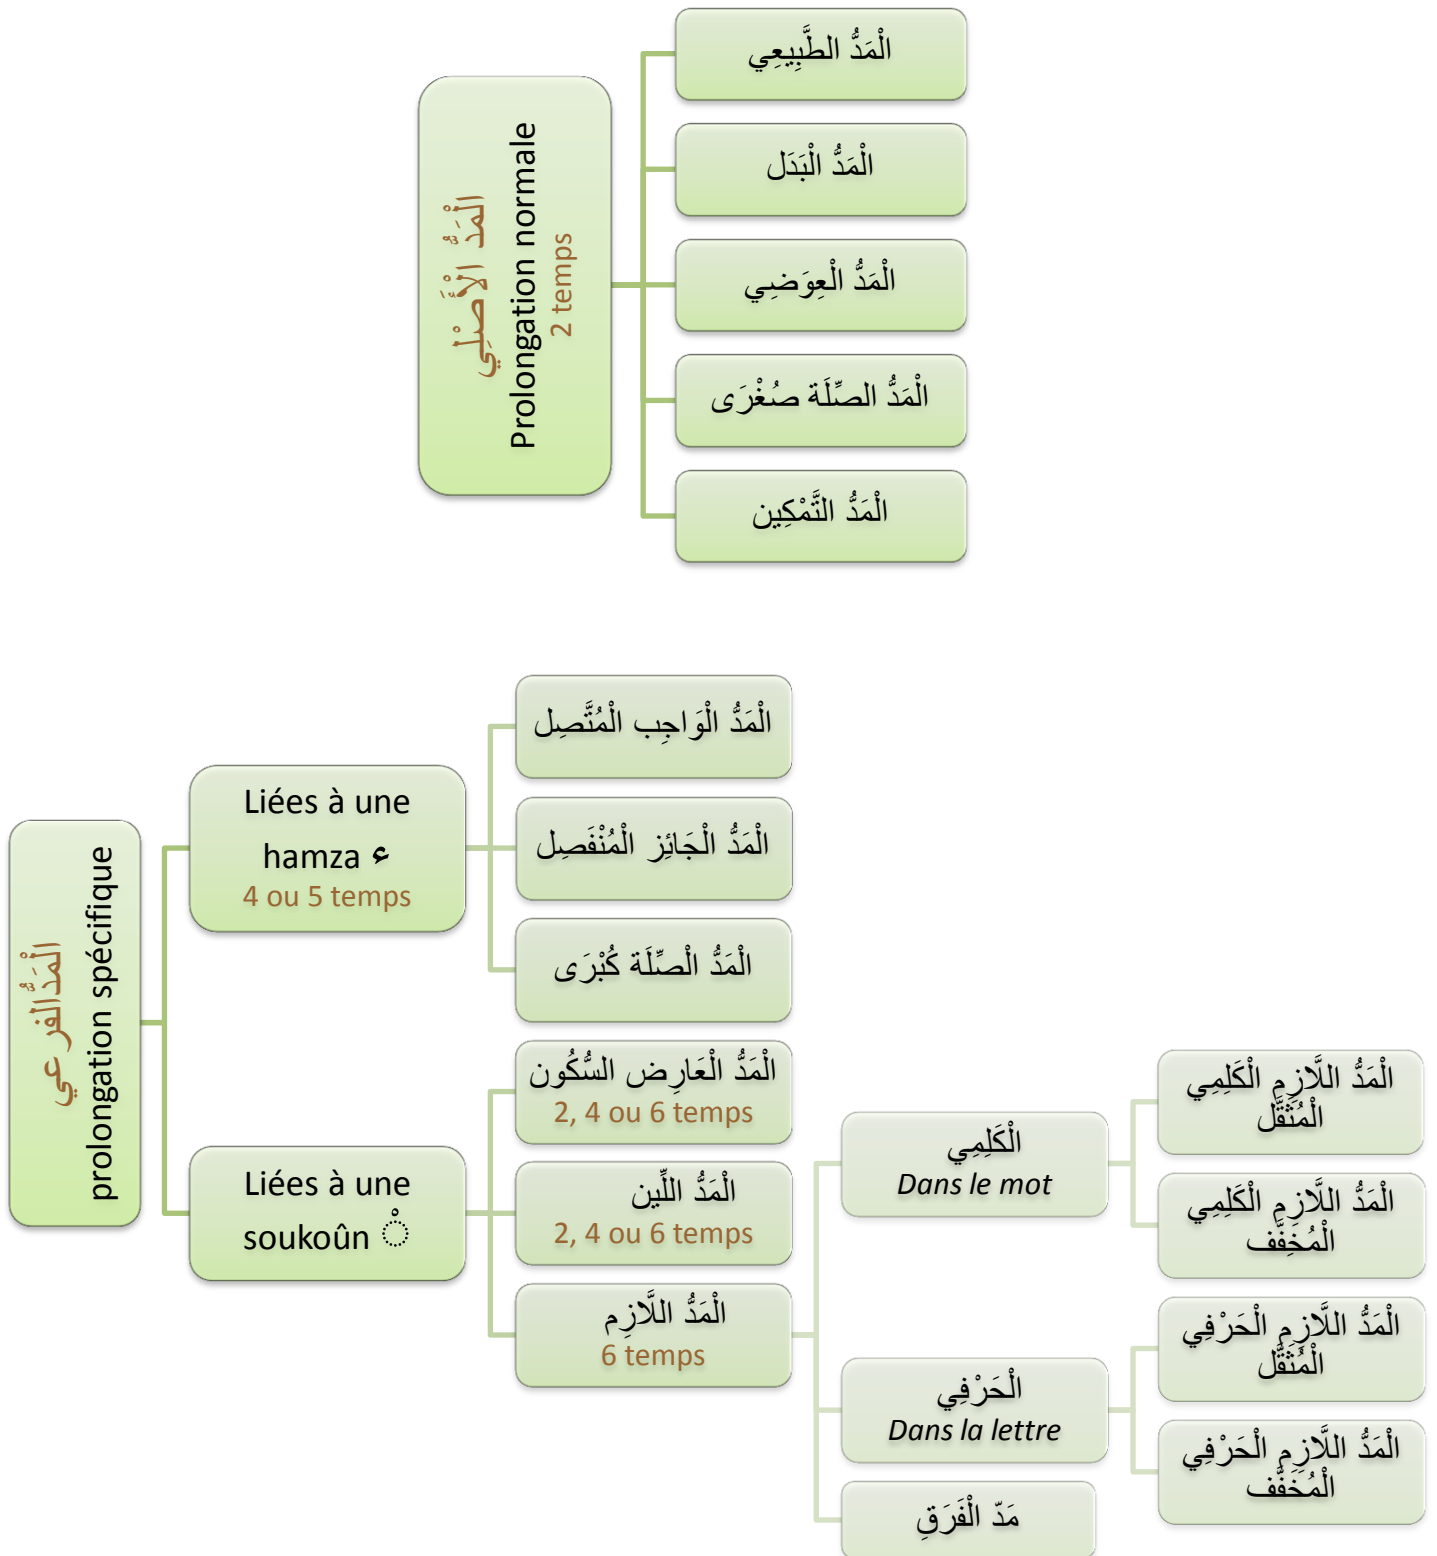 الْمَدُّ الْأَصْلِي
Prolongation normale
2 temps
الْمَدُّ الطَّبِيعِي
الْمَدُّ الْبَدَل
الْمَدُّ الْعِوَضِي
الْمَدُّ الصِّلَة صُغْرَى
الْمَدُّ التَّمْكِين
الْمَدُّالفرعي
prolongation spécifique
Liées à une
hamza ء
4 ou 5 temps
الْمَدُّ الْوَاجِب الْمُتَّصِل
الْمَدُّ الْجَائِز الْمُنْفَصِل
الْمَدُّ الْصِّلَة كُبْرَى
Liées à une
soukoûn ْ
الْمَدُّ الْعَارِض السُّكُون
2, 4 ou 6 temps
الْمَدُّ اللِّين
2, 4 ou 6 temps
الْمَدُّ اللَّازِم
6 temps
الْكَلِمِي
Dans le mot
الْمَدُّ اللَّازِم الْكَلِمِي
الْمُثَقَّل
الْمَدُّ اللَّازِم الْكَلِمِي
الْمُخِفَّف
الْحَرْفِي
Dans la lettre
الْمَدُّ اللَّازِم الْحَرْفِي
الْمُثَقَّل
الْمَدُّ اللَّازِم الْحَرْفِي
الْمُخَفَّف
مَدّ الْفَرَقِ